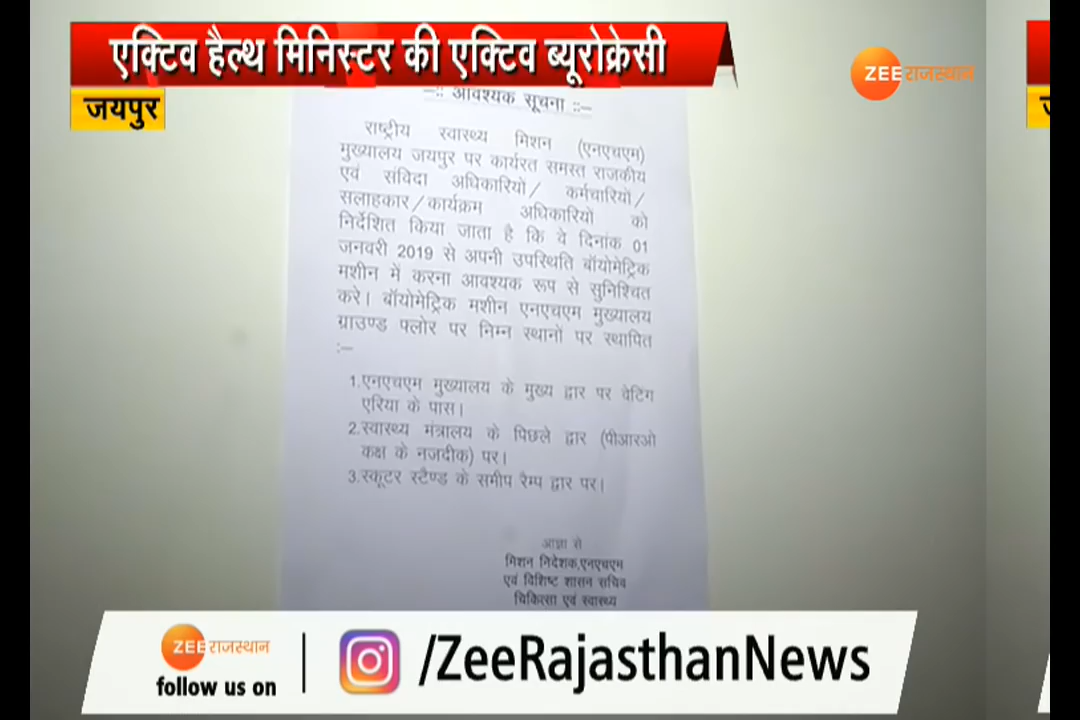 एक्टिव हैल्थ मिनिस्टर की एक्टिव ब्यूरोक्रेसी
ZEE राजस्थान
जयपुर
—:: आवश्यक सूचना ::—
राष्ट्रीय स्वास्थ्य मिशन (एनएचएम)
मुख्यालय जयपुर पर कार्यरत समस्त राजकीय
एवं संविदा अधिकारियों/ कर्मचारियों/
सलाहकार/कार्यक्रम अधिकारियों को
निर्देशित किया जाता है कि वे दिनांक 01
जनवरी 2019 से अपनी उपस्थिति बॉयोमेट्रिक
मशीन में करना आवश्यक रूप से सुनिश्चित
करे। बॉयोमेट्रिक मशीन एनएचएम मुख्यालय
ग्राउण्ड फ्लोर पर निम्न स्थानों पर स्थापित
:—
1.एनएचएम मुख्यालय के मुख्य द्वार पर वेटिंग
एरिया के पास।
2.स्वास्थ्य मंत्रालय के पिछले द्वार (पीआरओ
कक्ष के नजदीक) पर।
3.स्कूटर स्टैण्ड के समीप रैम्प द्वार पर।
आज्ञा से
मिशन निदेशक,एनएचएम
एवं विशिष्ट शासन सचिव
चिकित्सा एवं स्वास्थ्य
ZEE राजस्थान
follow us on
/ZeeRajasthanNews